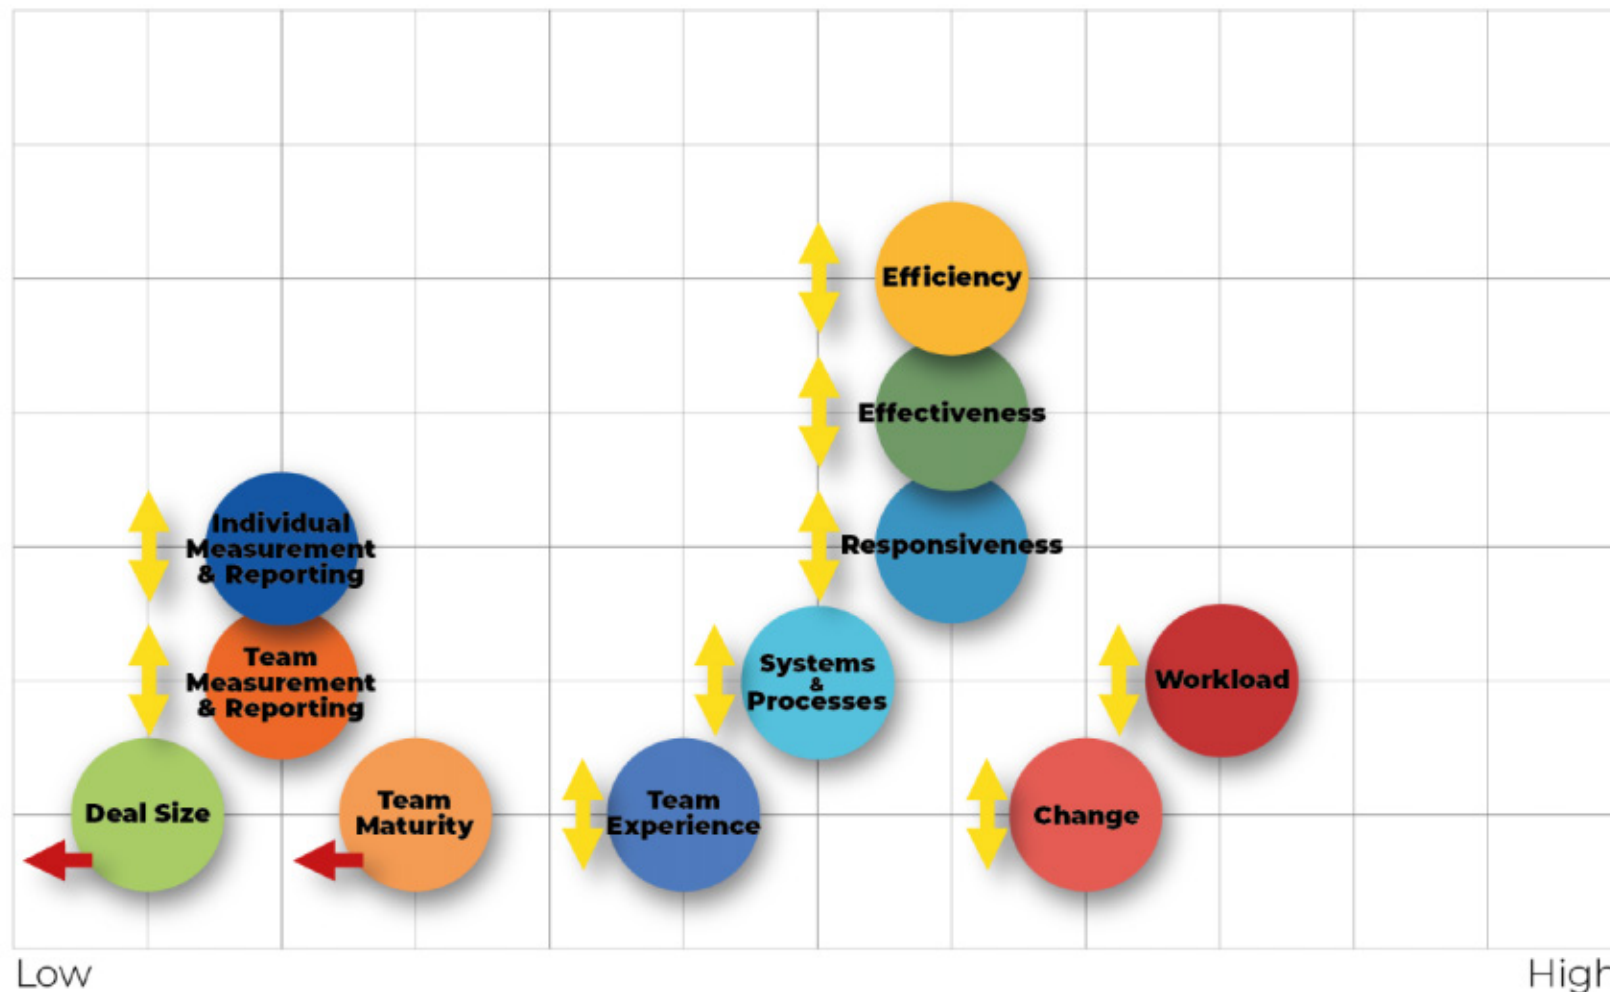 Efficiency
Effectiveness
Individual
Measurement
& Reporting
Responsiveness
Team
Measurement
& Reporting
Systems
&
Processes
Workload
Deal Size
Team
Maturity
Team
Experience
Change
Low
High